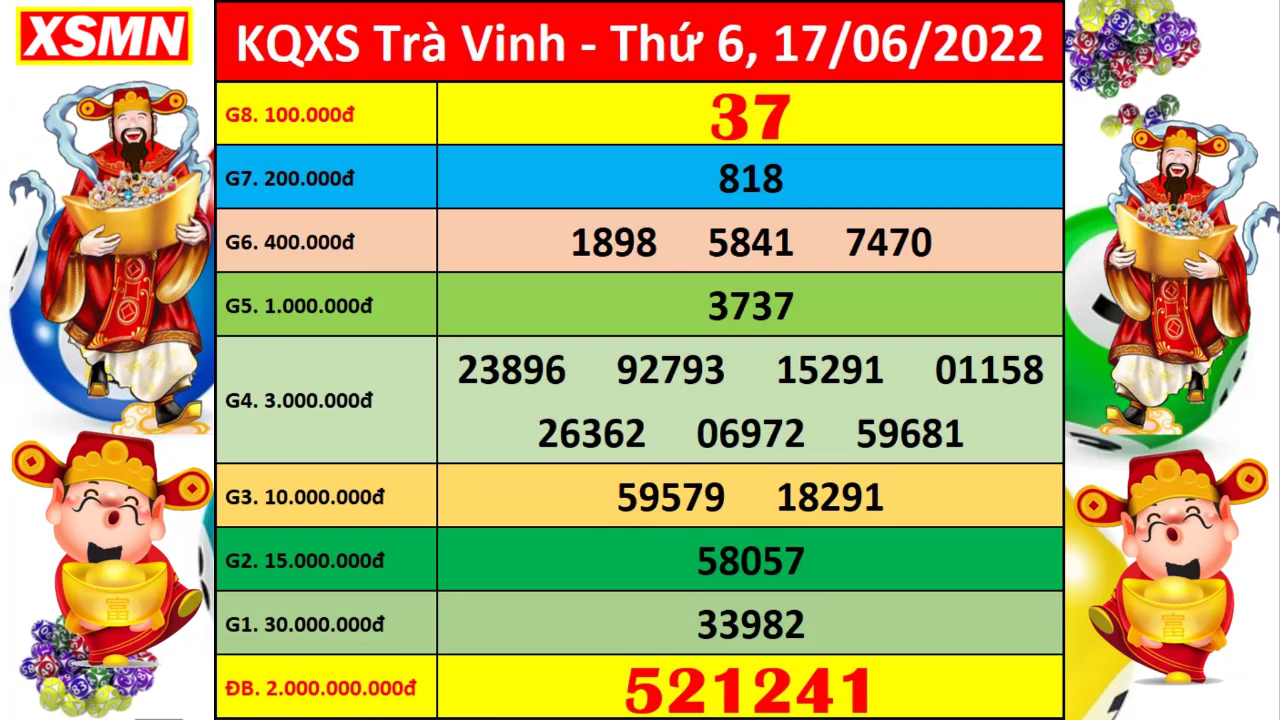 XSMN
KQXS Trà Vinh - Thứ 6, 17/06/2022
G8. 100.000đ 37
G7. 200.000đ 818
G6. 400.000đ 1898 5841 7470
G5. 1.000.000đ 3737
G4. 3.000.000đ
23896 92793 15291 01158
26362 06972 59681
G3. 10.000.000đ 59579 18291
G2. 15.000.000đ 58057
G1. 30.000.000đ 33982
ĐB. 2.000.000.000đ 521241
富
富